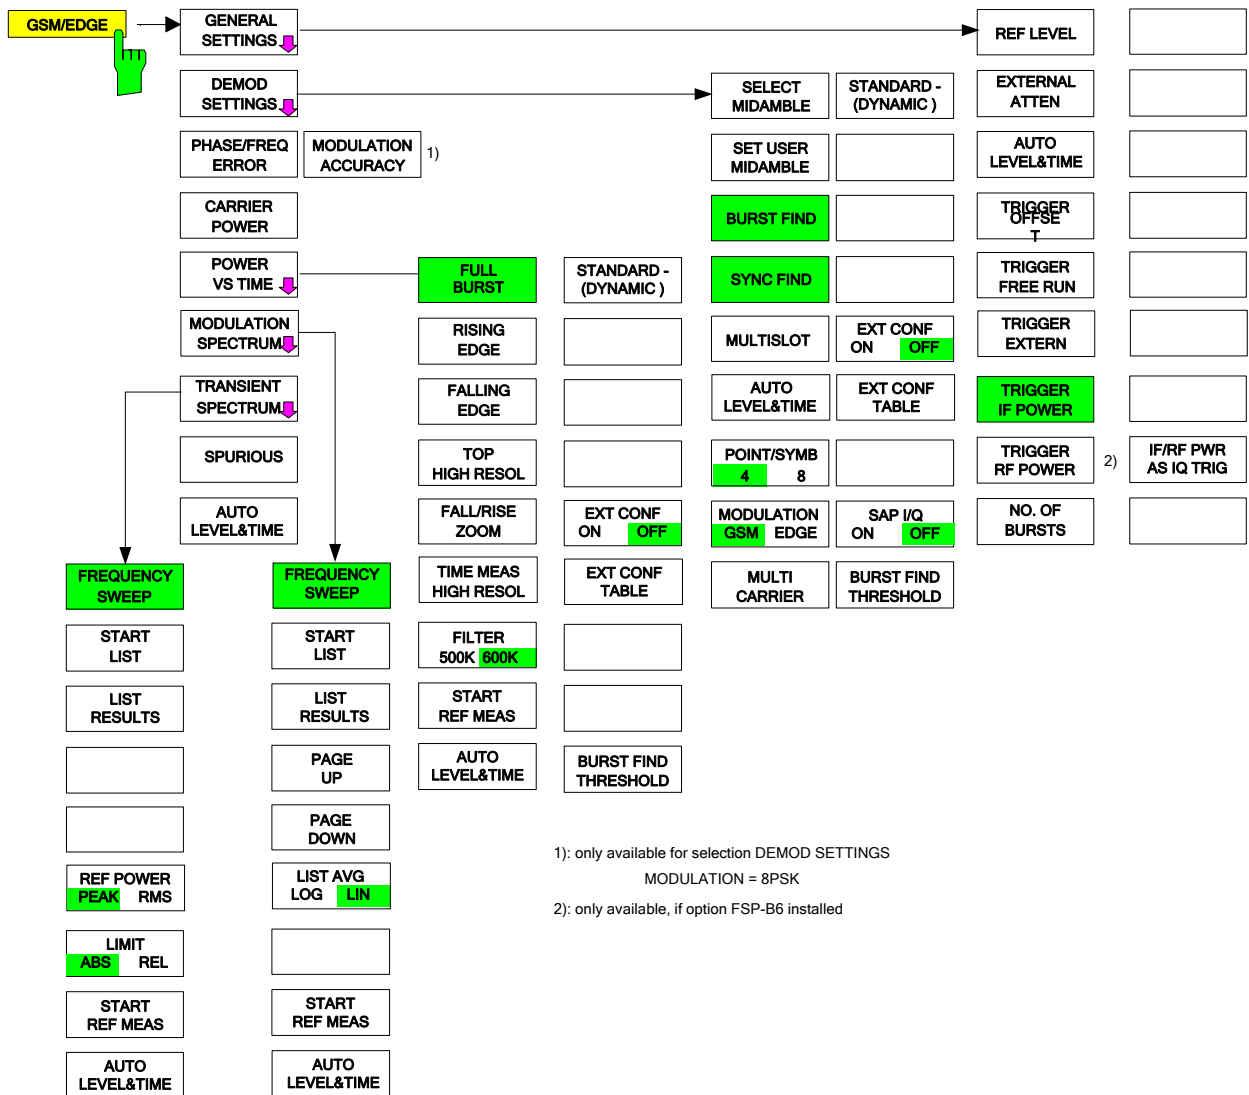 GSM/EDGE
GENERAL
SETTINGS
DEMOD
SETTINGS
PHASE/FREQ
ERROR
MODULATION
ACCURACY
1)
CARRIER
POWER
POWER
VS TIME
MODULATION
SPECTRUM
TRANSIENT
SPECTRUM
SPURIOUS
AUTO
LEVEL&TIME
FREQUENCY
SWEEP
START
LIST
LIST
RESULTS
REF POWER
PEAK RMS
LIMIT
ABS REL
START
REF MEAS
AUTO
LEVEL&TIME
FREQUENCY
SWEEP
START
LIST
LIST
RESULTS
PAGE
UP
PAGE
DOWN
LIST AVG
LOG LIN
START
REF MEAS
AUTO
LEVEL&TIME
FULL
BURST
RISING
EDGE
FALLING
EDGE
TOP
HIGH RESOL
FALL/RISE
ZOOM
TIME MEAS
HIGH RESOL
FILTER
500K 600K
START
REF MEAS
AUTO
LEVEL&TIME
STANDARD -
(DYNAMIC )
EXT CONF
ON OFF
EXT CONF
TABLE
BURST FIND
THRESHOLD
SELECT
MIDAMBLE
SET USER
MIDAMBLE
BURST FIND
SYNC FIND
MULTISLOT
AUTO
LEVEL&TIME
POINT/SYMB
4 8
MODULATION
GSM EDGE
MULTI
CARRIER
STANDARD -
(DYNAMIC )
EXT CONF
ON OFF
EXT CONF
TABLE
SAP I/Q
ON OFF
BURST FIND
THRESHOLD
REF LEVEL
EXTERNAL
ATTEN
AUTO
LEVEL&TIME
TRIGGER
OFFSE
T
TRIGGER
FREE RUN
TRIGGER
EXTERN
TRIGGER
IF POWER
TRIGGER
RF POWER
2)
IF/RF PWR
AS IQ TRIG
NO. OF
BURSTS
1): only available for selection DEMOD SETTINGS
MODULATION = 8PSK
2): only available, if option FSP-B6 installed